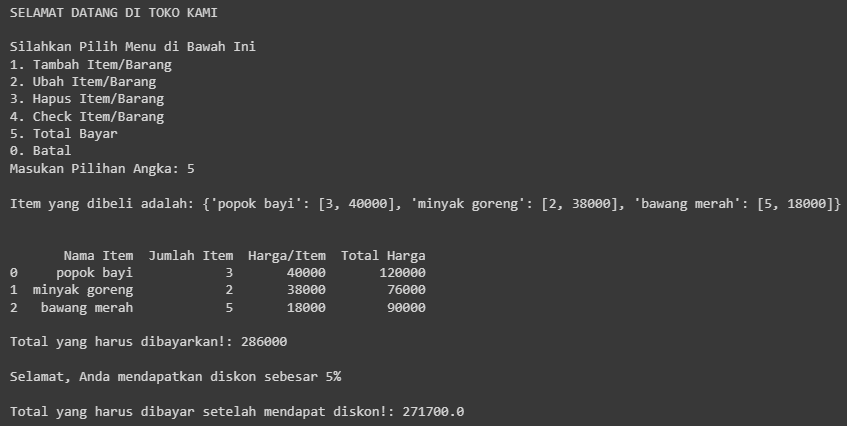 SELAMAT DATANG DI TOKO KAMI
Silahkan Pilih Menu di Bawah Ini
1. Tambah Item/Barang
2. Ubah Item/Barang
3. Hapus Item/Barang
4. Check Item/Barang
5. Total Bayar
0. Batal
Masukan Pilihan Angka: 5
Item yang dibeli adalah: {'popok bayi': [3, 40000], 'minyak goreng': [2, 38000], 'bawang merah': [5, 18000]}
Nama Item  Jumlah Item  Harga/Item  Total Harga
0     popok bayi            3       40000       120000
1  minyak goreng            2       38000        76000
2   bawang merah            5       18000        90000
Total yang harus dibayarkan!: 286000
Selamat, Anda mendapatkan diskon sebesar 5%
Total yang harus dibayar setelah mendapat diskon!: 271700.0